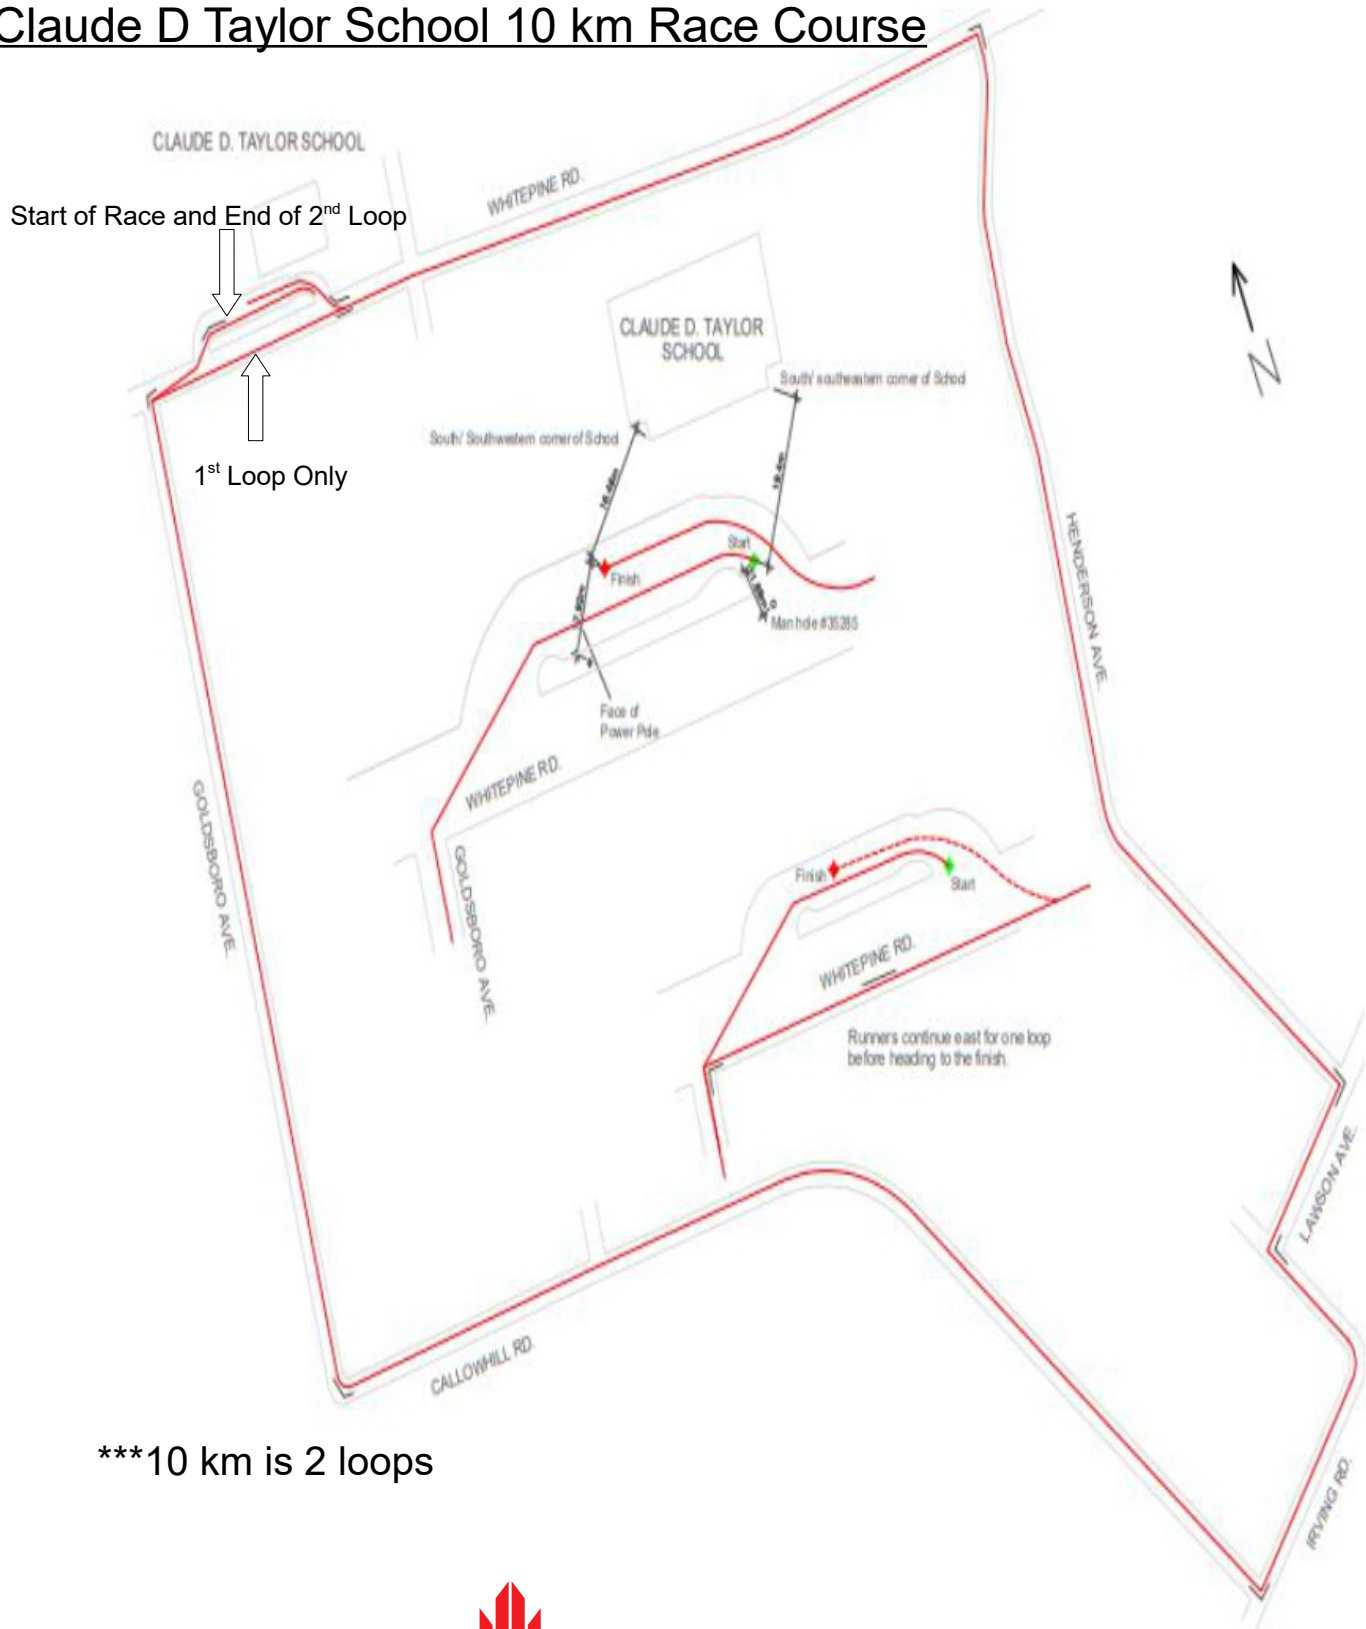 Claude D Taylor School 10 km Race Course
CLAUDE D. TAYLOR SCHOOL
WHITEPINE RD.
Start of Race and End of 2nd Loop
1st Loop Only
CLAUDE D. TAYLOR
SCHOOL
South/ southeastern corner of School
South/ Southwestern corner of School
N
Start
Finish
Manhole #35285
Face of
Power Pole
WHITEPINE RD.
GOLDSBORO AVE.
HENDERSON AVE.
GOLDSBORO AVE.
Finish
Start
WHITEPINE RD.
Runners continue east for one loop
before heading to the finish.
LAWSON AVE.
CALLOWHILL RD.
IRVING RD.
***10 km is 2 loops